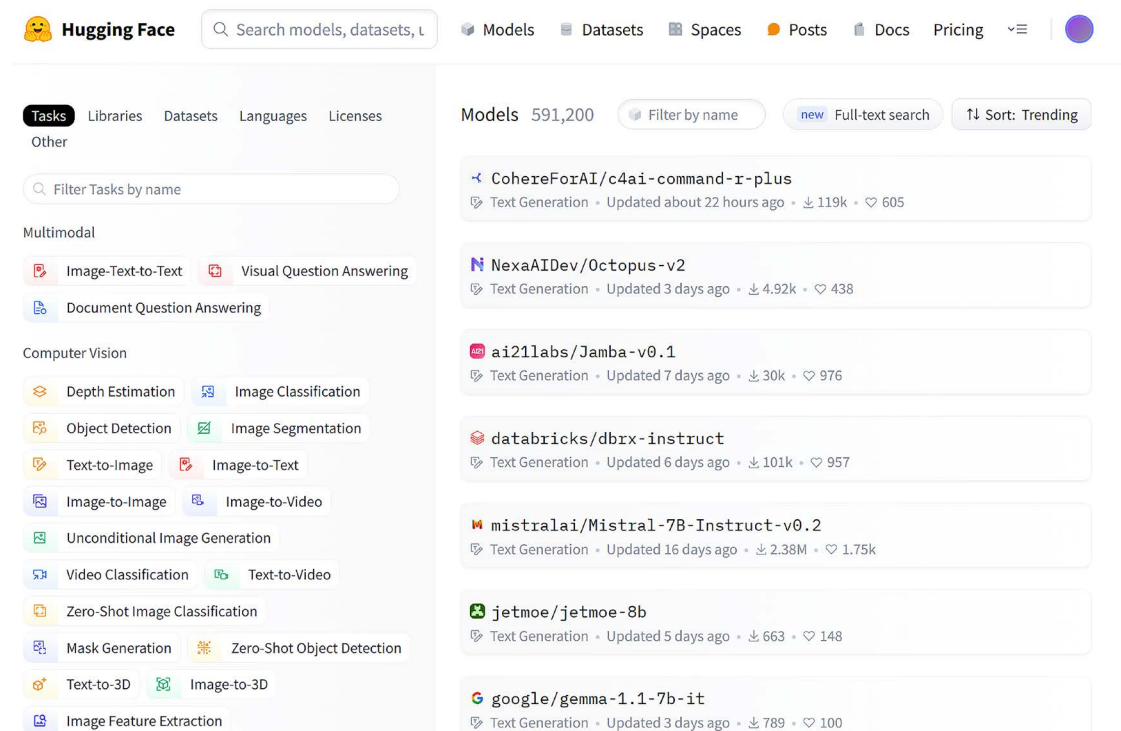 Hugging Face
Search models, datasets, u
Models
Datasets
Spaces
Posts
Docs
Pricing
Tasks Libraries Datasets Languages Licenses
Other
Filter Tasks by name
Multimodal
Image-Text-to-Text Visual Question Answering
Document Question Answering
Computer Vision
Depth Estimation Image Classification
Object Detection Image Segmentation
Text-to-Image Image-to-Text
Image-to-Image Image-to-Video
Unconditional Image Generation
Video Classification Text-to-Video
Zero-Shot Image Classification
Mask Generation Zero-Shot Object Detection
Text-to-3D Image-to-3D
Image Feature Extraction
Models 591,200 Filter by name new Full-text search Sort: Trending
CohereForAI/c4ai-command-r-plus
Text Generation • Updated about 22 hours ago • 119k • 605
NexaAIDev/Octopus-v2
Text Generation • Updated 3 days ago • 4.92k • 438
AI21 ai21labs/Jamba-v0.1
Text Generation • Updated 7 days ago • 30k • 976
databricks/dbrx-instruct
Text Generation • Updated 6 days ago • 101k • 957
mistralai/Mistral-7B-Instruct-v0.2
Text Generation • Updated 16 days ago • 2.38M • 1.75k
jetmoe/jetmoe-8b
Text Generation • Updated 5 days ago • 663 • 148
google/gemma-1.1-7b-it
Text Generation • Updated 3 days ago • 789 • 100